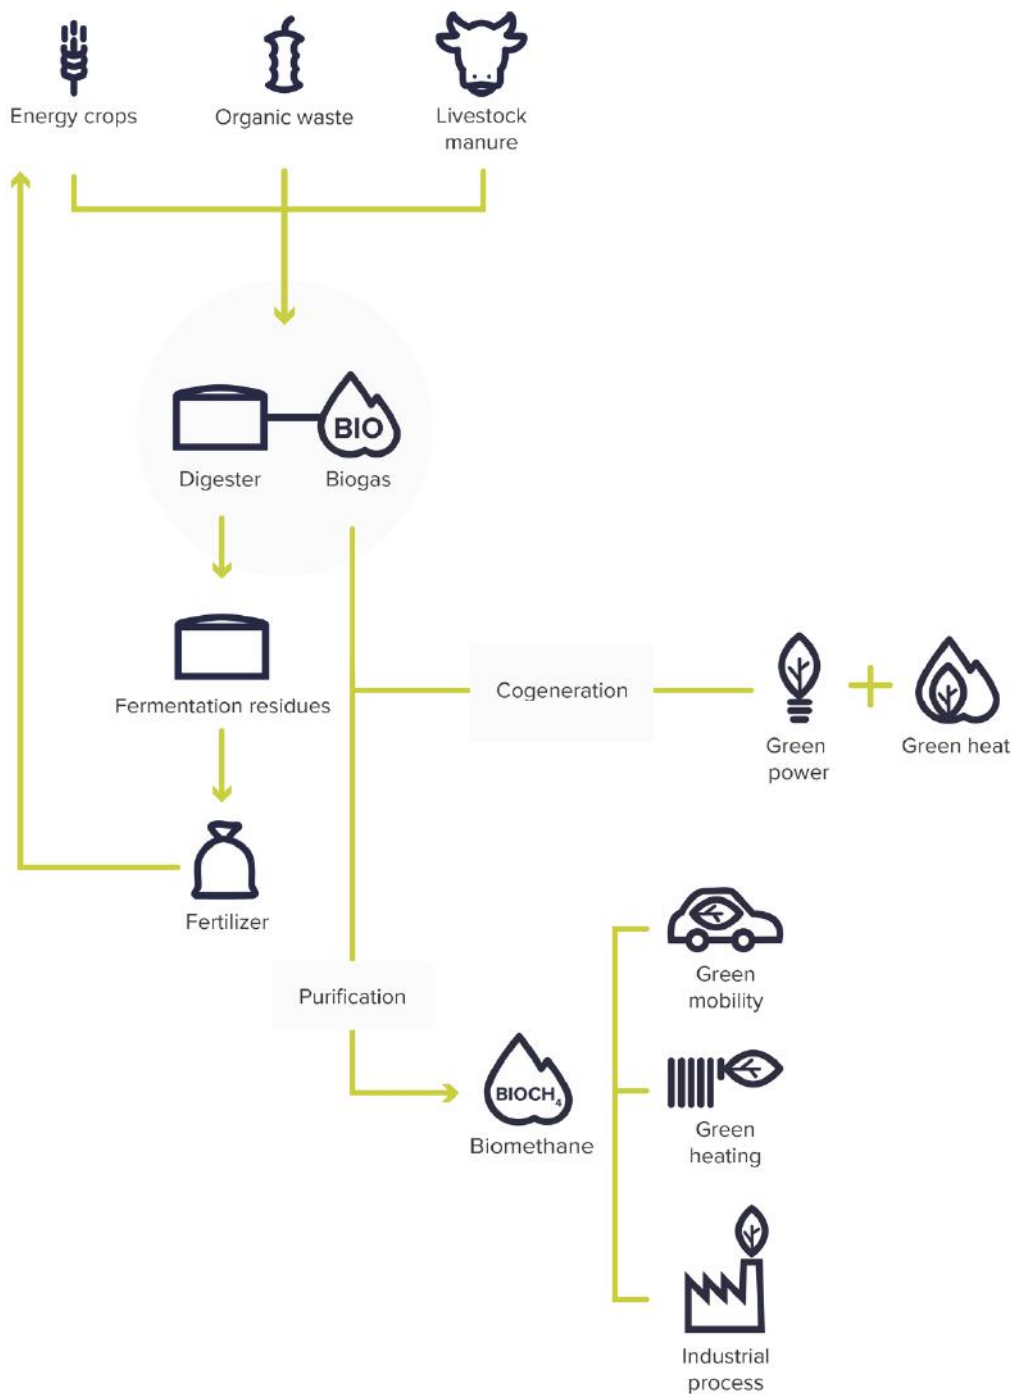 Energy crops
Organic waste
Livestock
manure
BIO
Digester
Biogas
Fermentation residues
Cogeneration
Green
power
Green heat
Fertilizer
Purification
Green
mobility
BIOCH₄
Biomethane
Green
heating
Industrial
process